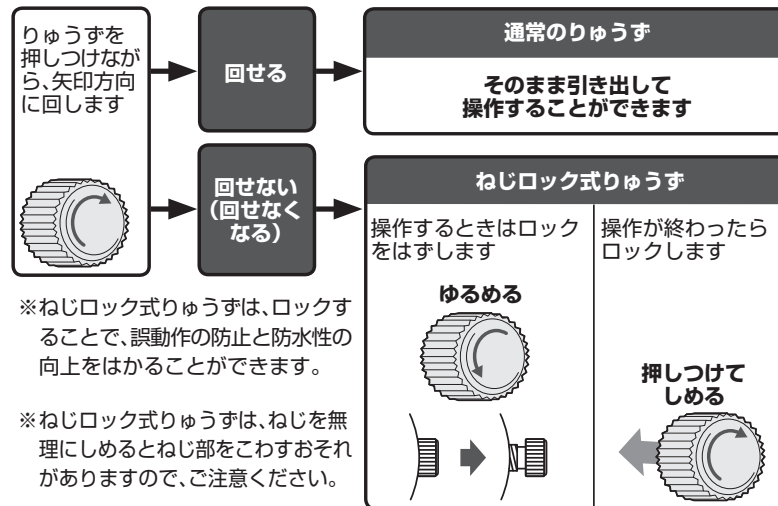 りゅうずを
押しつけなが
ら、矢印方向
に回します
回せる
通常のりゅうず
そのまま引き出して
操作することができます
回せない
(回せなく
なる)
ねじロック式りゅうず
操作するときはロック
をはずします
ゆるめる
操作が終わったら
ロックします
押しつけて
しめる
※ねじロック式りゅうずは、ロックす
ることで、誤動作の防止と防水性の
向上をはかることができます。
※ねじロック式りゅうずは、ねじを無
理にしめるとねじ部をこわすおそれ
がありますので、ご注意ください。